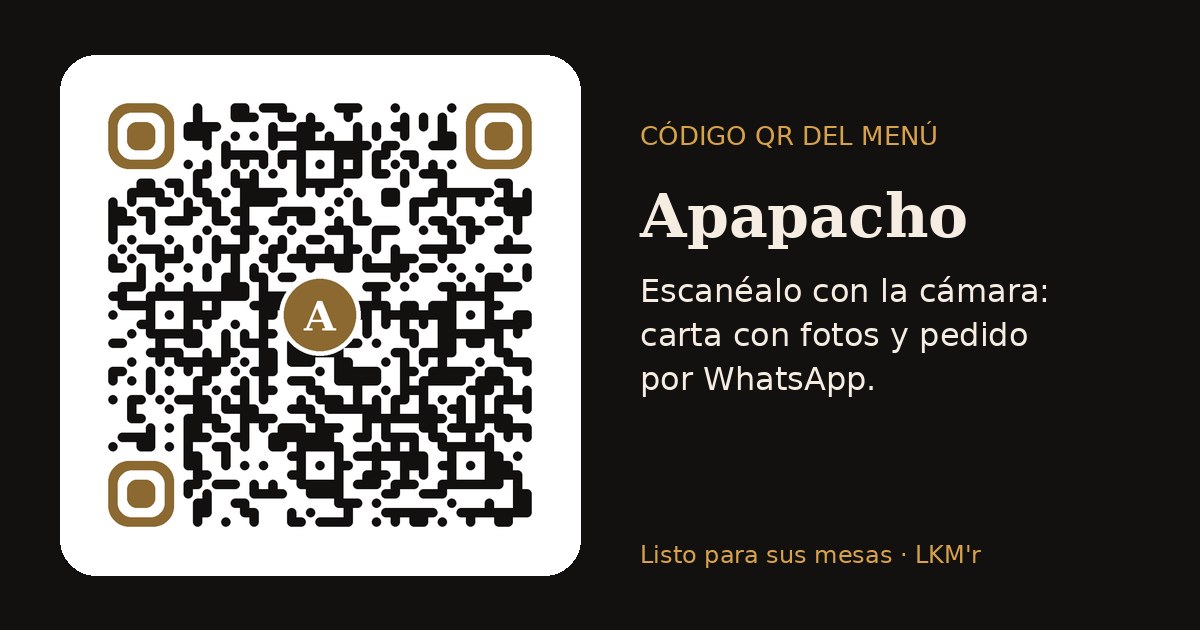 CÓDIGO QR DEL MENÚ
Apapacho
Escanéalo con la cámara:
carta con fotos y pedido
por WhatsApp.
A
Listo para sus mesas · LKM'r